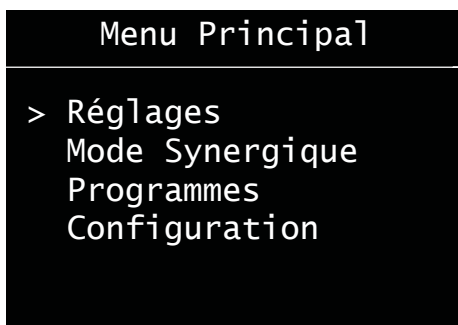 Menu Principal
> Réglages
Mode Synergique
Programmes
Configuration